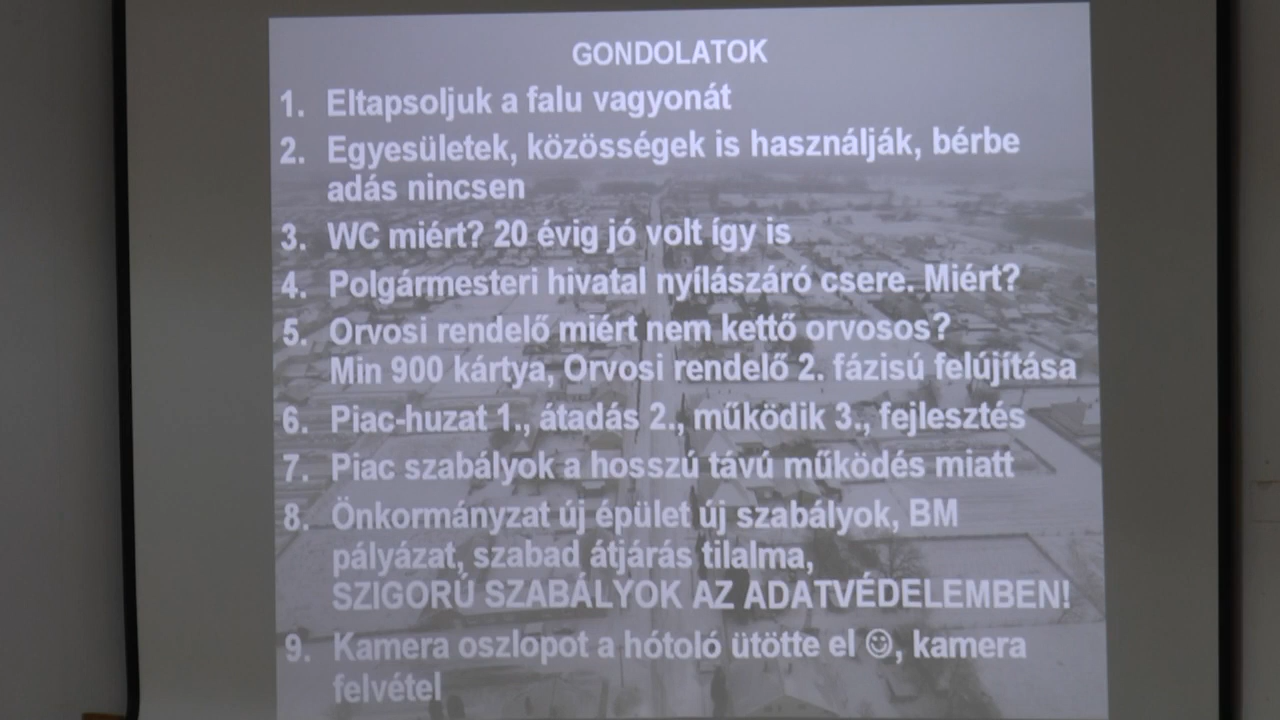 GONDOLATOK
1. Eltapsoljuk a falu vagyonát
2. Egyesületek, közösségek is használják, bérbe
adás nincsen
3. WC miért? 20 évig jó volt így is
4. Polgármesteri hivatal nyílászáró csere. Miért?
5. Orvosi rendelő miért nem kettő orvosos?
Min 900 kártya, Orvosi rendelő 2. fázisú felújítása
6. Piac-huzat 1., átadás 2., működik 3., fejlesztés
7. Piac szabályok a hosszú távú működés miatt
8. Önkormányzat új épület új szabályok, BM
pályázat, szabad átjárás tilalma,
SZIGORÚ SZABÁLYOK AZ ADATVÉDELEMBEN!
9. Kamera oszlopot a hótoló ütötte el ☺, kamera
felvétel